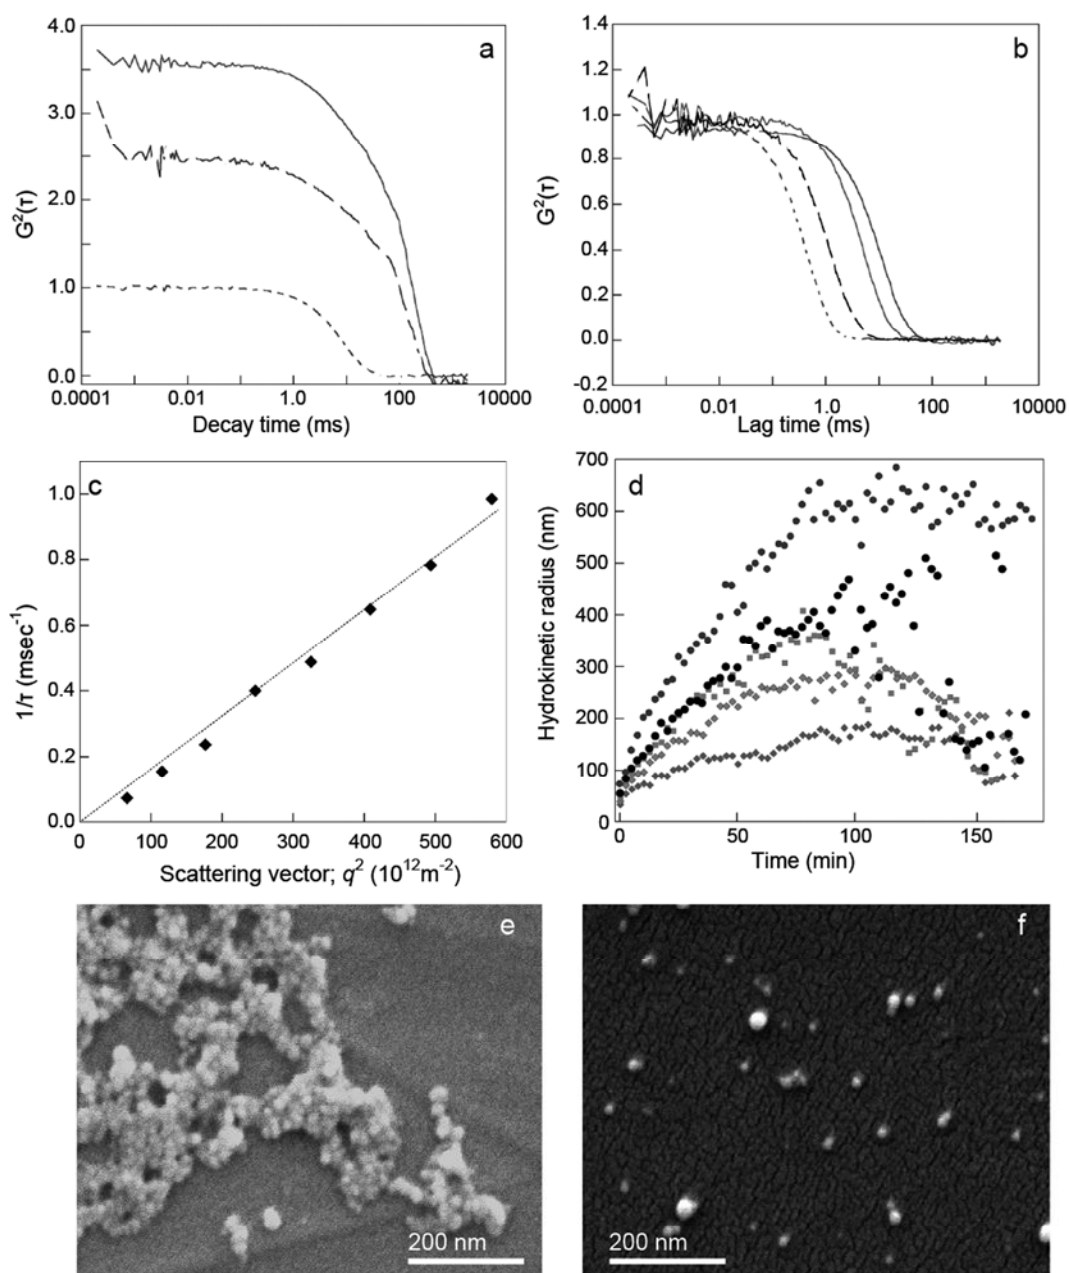 a
4.0
3.0
2.0
1.0
0.0
G²(τ)
0.0001 0.01 1.0 100 10000
Decay time (ms)
b
1.4
1.2
1.0
0.8
0.6
0.4
0.2
0.0
-0.2
G²(τ)
0.0001 0.01 1.0 100 10000
Lag time (ms)
c
1.0
0.8
0.6
0.4
0.2
0.0
1/τ (msec⁻¹)
0 100 200 300 400 500 600
Scattering vector; q² (10¹²m⁻²)
d
700
600
500
400
300
200
100
0
Hydrokinetic radius (nm)
0 50 100 150
Time (min)
e
200 nm
f
200 nm